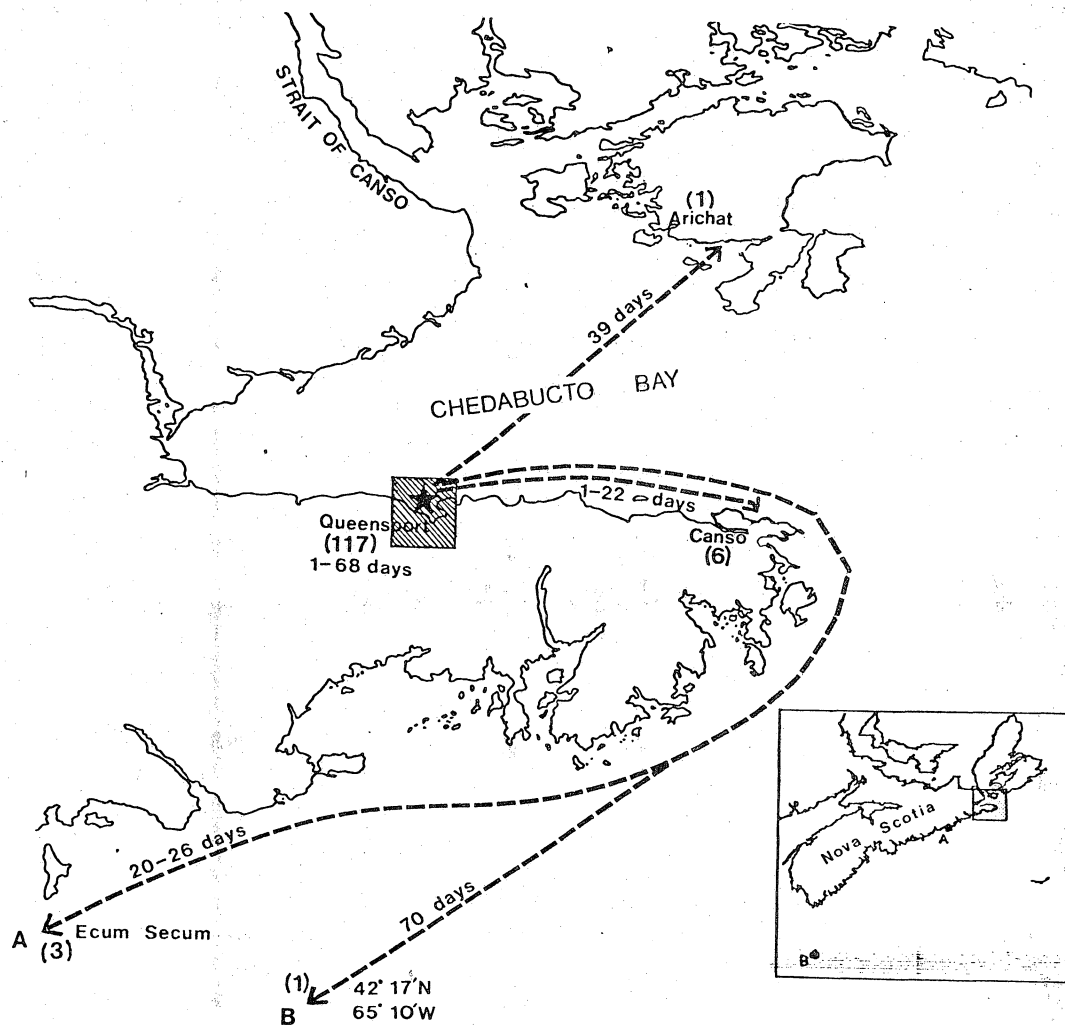 STRAIT OF CANSO
(1)
Arichat
39 days
CHEDABUCTO BAY
1-22 days
Queensport
(117)
1-68 days
Canso
(6)
20-26 days
A
(3)
Ecum Secum
70 days
(1)
B
42° 17'N
65° 10'W
Nova Scotia
A
B